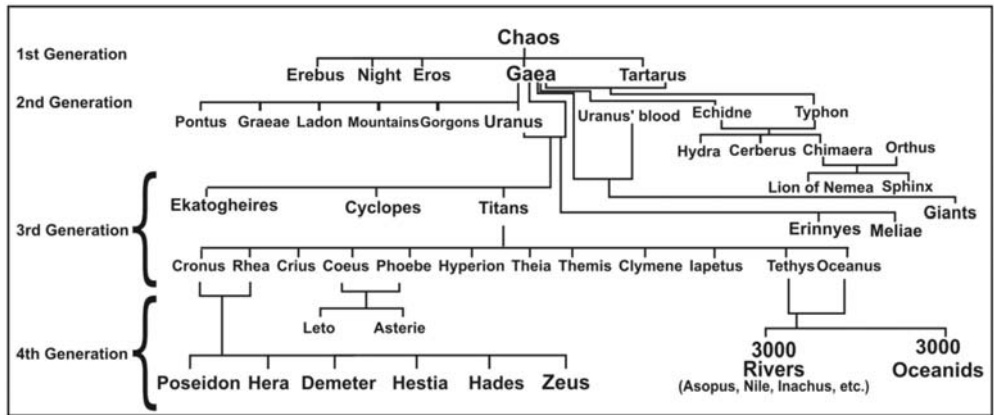 Chaos
1st Generation
Erebus Night Eros Gaea Tartarus
2nd Generation
Pontus Graeae Ladon Mountains Gorgons Uranus Uranus' blood Echidne Typhon
Hydra Cerberus Chimaera Orthus
Lion of Nemea Sphinx
Ekatogheires Cyclopes Titans Giants
3rd Generation
Erinnyes Meliae
Cronus Rhea Crius Coeus Phoebe Hyperion Theia Themis Clymene Iapetus Tethys Oceanus
Leto Asterie
4th Generation
3000 3000
Rivers Oceanids
Poseidon Hera Demeter Hestia Hades Zeus
(Asopus, Nile, Inachus, etc.)